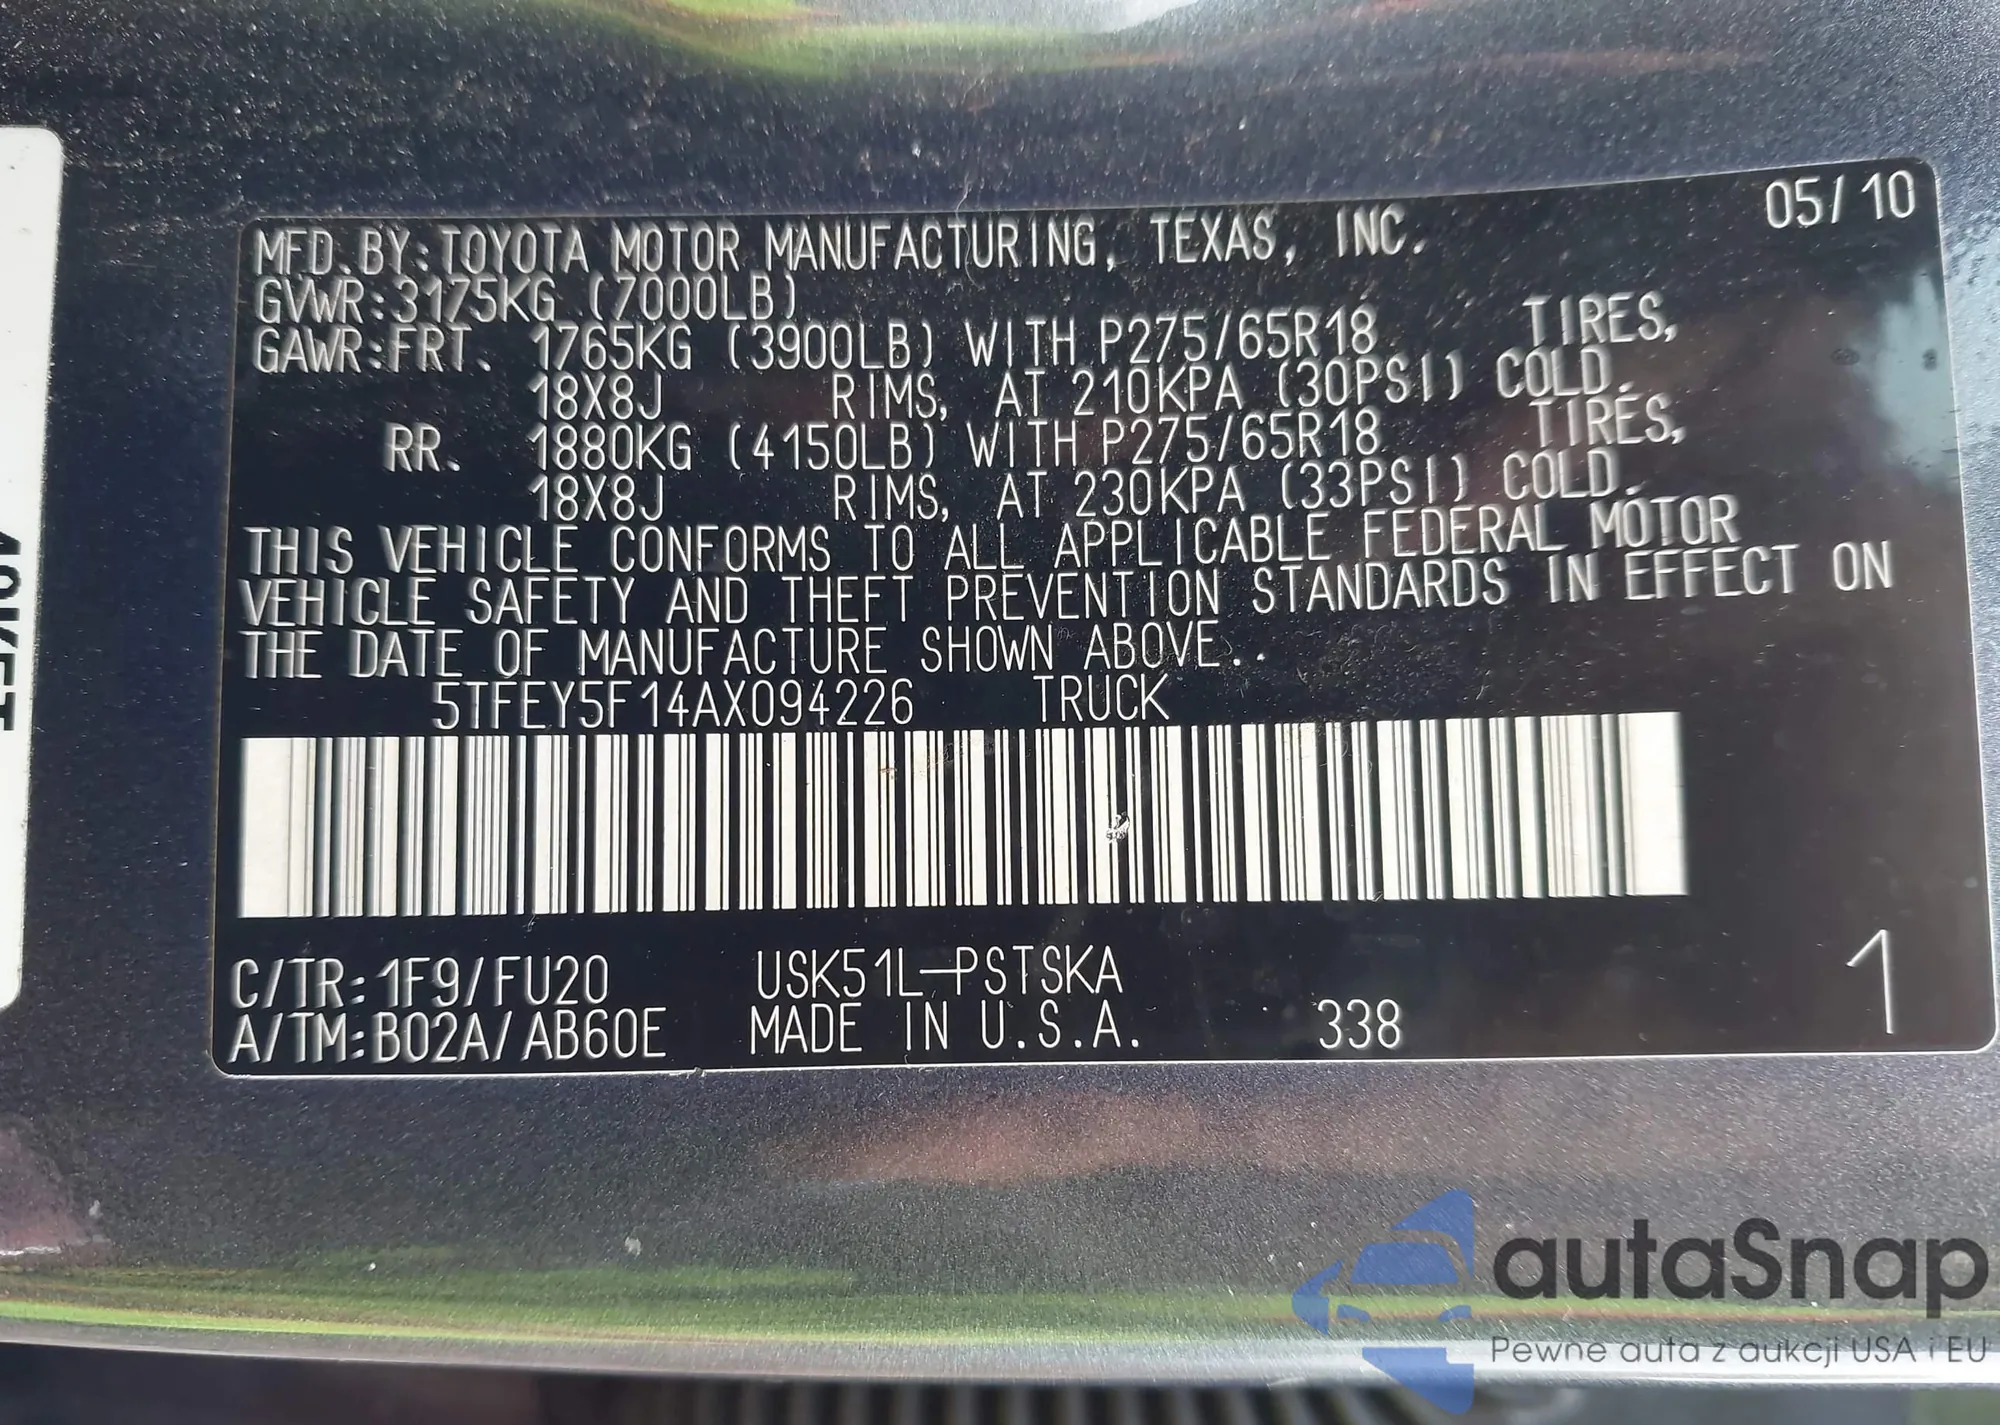 05/10
MFD.BY:TOYOTA MOTOR MANUFACTURING, TEXAS, INC.
GVWR:3175KG (7000LB)
GAWR:FRT. 1765KG (3900LB) WITH P275/65R18 TIRES,
18X8J RIMS, AT 210KPA (30PSI) COLD.
RR. 1880KG (4150LB) WITH P275/65R18 TIRES,
18X8J RIMS, AT 230KPA (33PSI) COLD.
THIS VEHICLE CONFORMS TO ALL APPLICABLE FEDERAL MOTOR
VEHICLE SAFETY AND THEFT PREVENTION STANDARDS IN EFFECT ON
THE DATE OF MANUFACTURE SHOWN ABOVE..
5TFEY5F14AX094226 TRUCK
C/TR:1F9/FU20 USK51L-PSTSKA
A/TM:B02A/AB60E MADE IN U.S.A. 338 1
autaSnap
Pewne auta z aukcji USA i EU